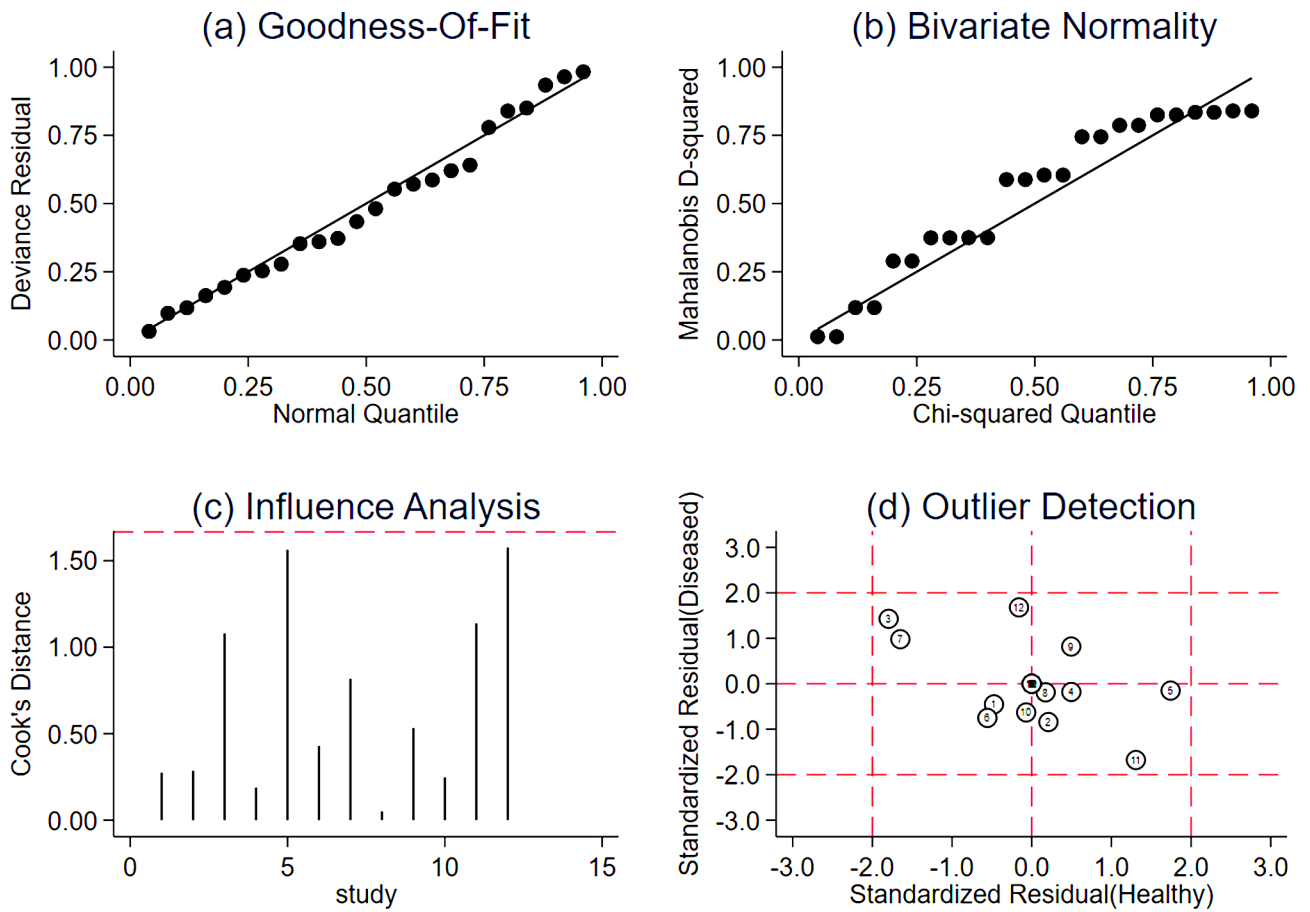 (a) Goodness-Of-Fit
Deviance Residual
1.00
0.75
0.50
0.25
0.00
0.00 0.25 0.50 0.75 1.00
Normal Quantile
(b) Bivariate Normality
Mahalanobis D-squared
1.00
0.75
0.50
0.25
0.00
0.00 0.25 0.50 0.75 1.00
Chi-squared Quantile
(c) Influence Analysis
Cook's Distance
1.50
1.00
0.50
0.00
0 5 10 15
study
(d) Outlier Detection
Standardized Residual(Diseased)
3.0
2.0
1.0
0.0
-1.0
-2.0
-3.0
12
3
7
9
8
4
5
1
10
6
2
11
-3.0 -2.0 -1.0 0.0 1.0 2.0 3.0
Standardized Residual(Healthy)